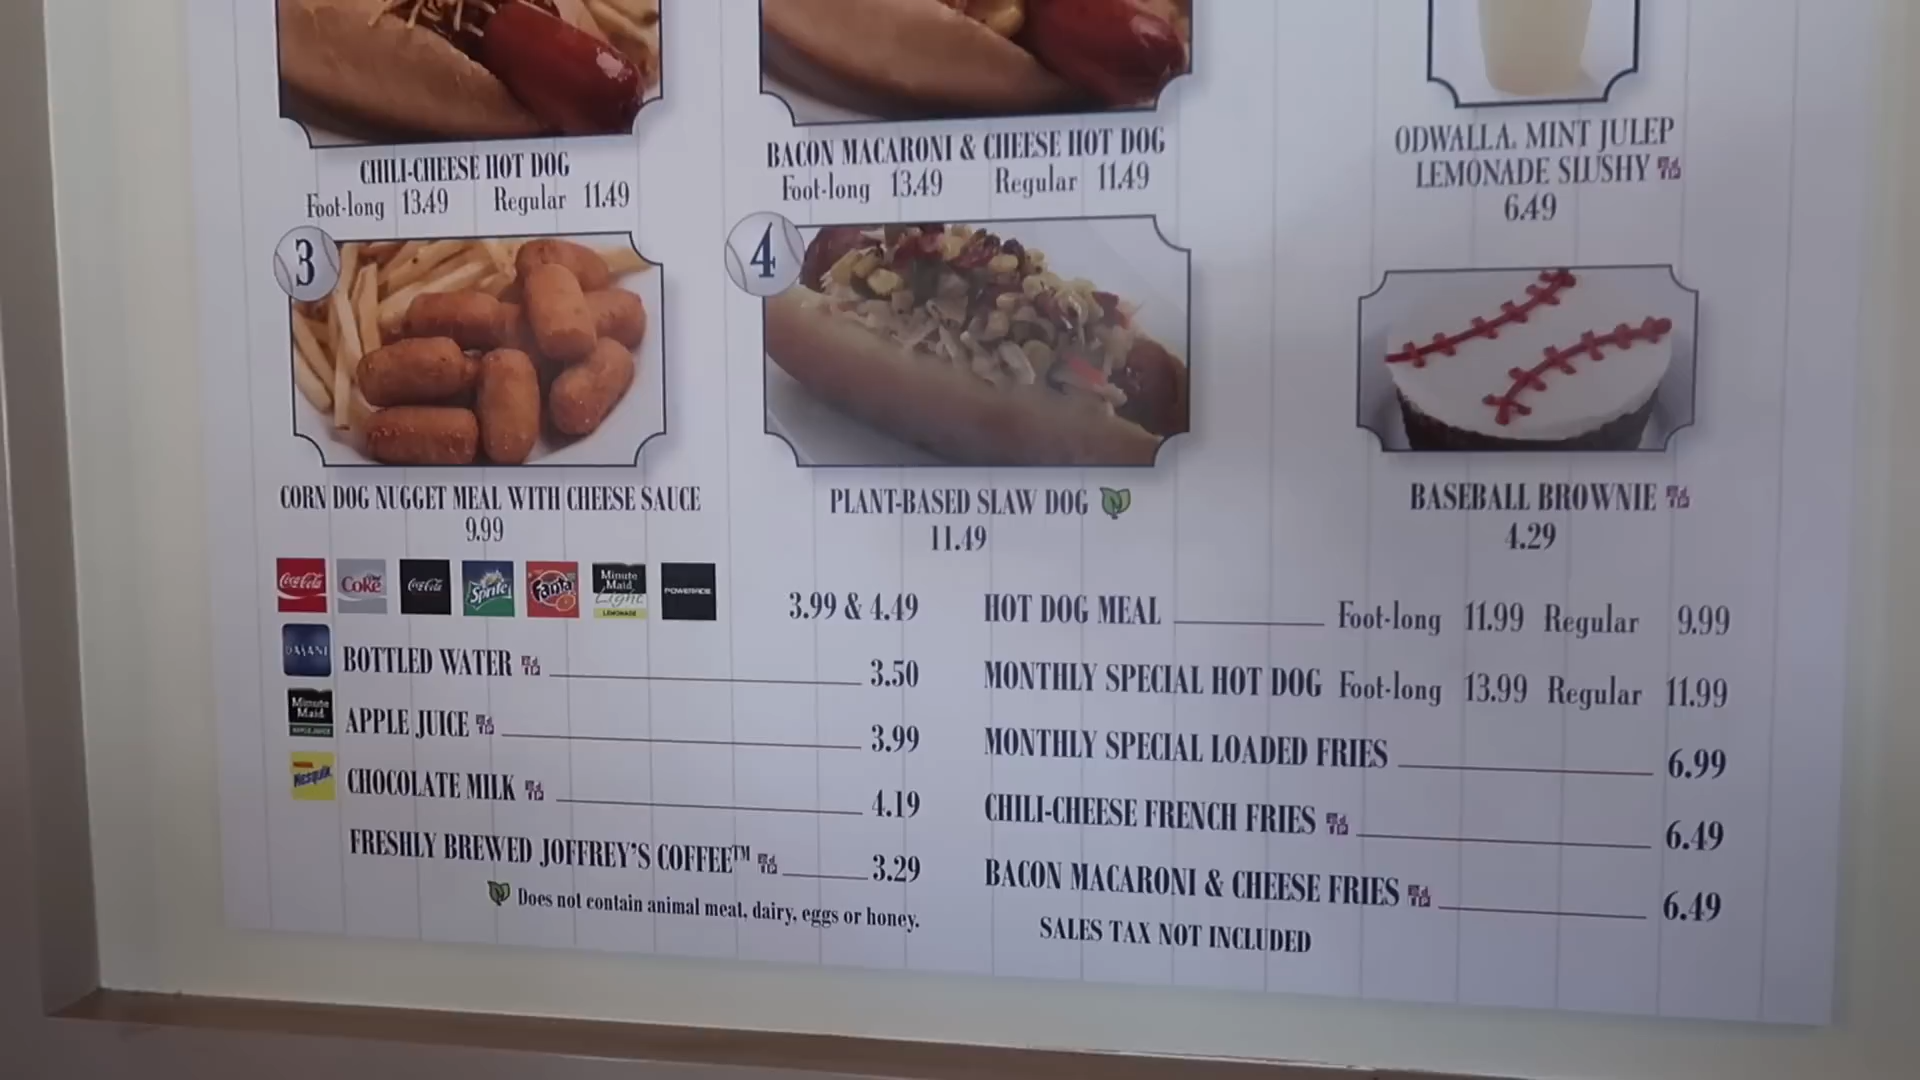 CHILI-CHEESE HOT DOG
Foot-long 13.49 Regular 11.49
BACON MACARONI & CHEESE HOT DOG
Foot-long 13.49 Regular 11.49
ODWALLA. MINT JULEP
LEMONADE SLUSHY
6.49
3
CORN DOG NUGGET MEAL WITH CHEESE SAUCE
9.99
4
PLANT-BASED SLAW DOG
11.49
BASEBALL BROWNIE
4.29
Coca-Cola
Coke
Coca-Cola
Sprite
Fanta
Minute
Maid
Light
LEMONADE
POWERADE
3.99 & 4.49
DASANI
BOTTLED WATER 3.50
Minute
Maid
APPLE JUICE
APPLE JUICE 3.99
Nesquik
CHOCOLATE MILK 4.19
FRESHLY BREWED JOFFREY'S COFFEE™ 3.29
Does not contain animal meat, dairy, eggs or honey.
HOT DOG MEAL Foot-long 11.99 Regular 9.99
MONTHLY SPECIAL HOT DOG Foot-long 13.99 Regular 11.99
MONTHLY SPECIAL LOADED FRIES 6.99
CHILI-CHEESE FRENCH FRIES 6.49
BACON MACARONI & CHEESE FRIES 6.49
SALES TAX NOT INCLUDED